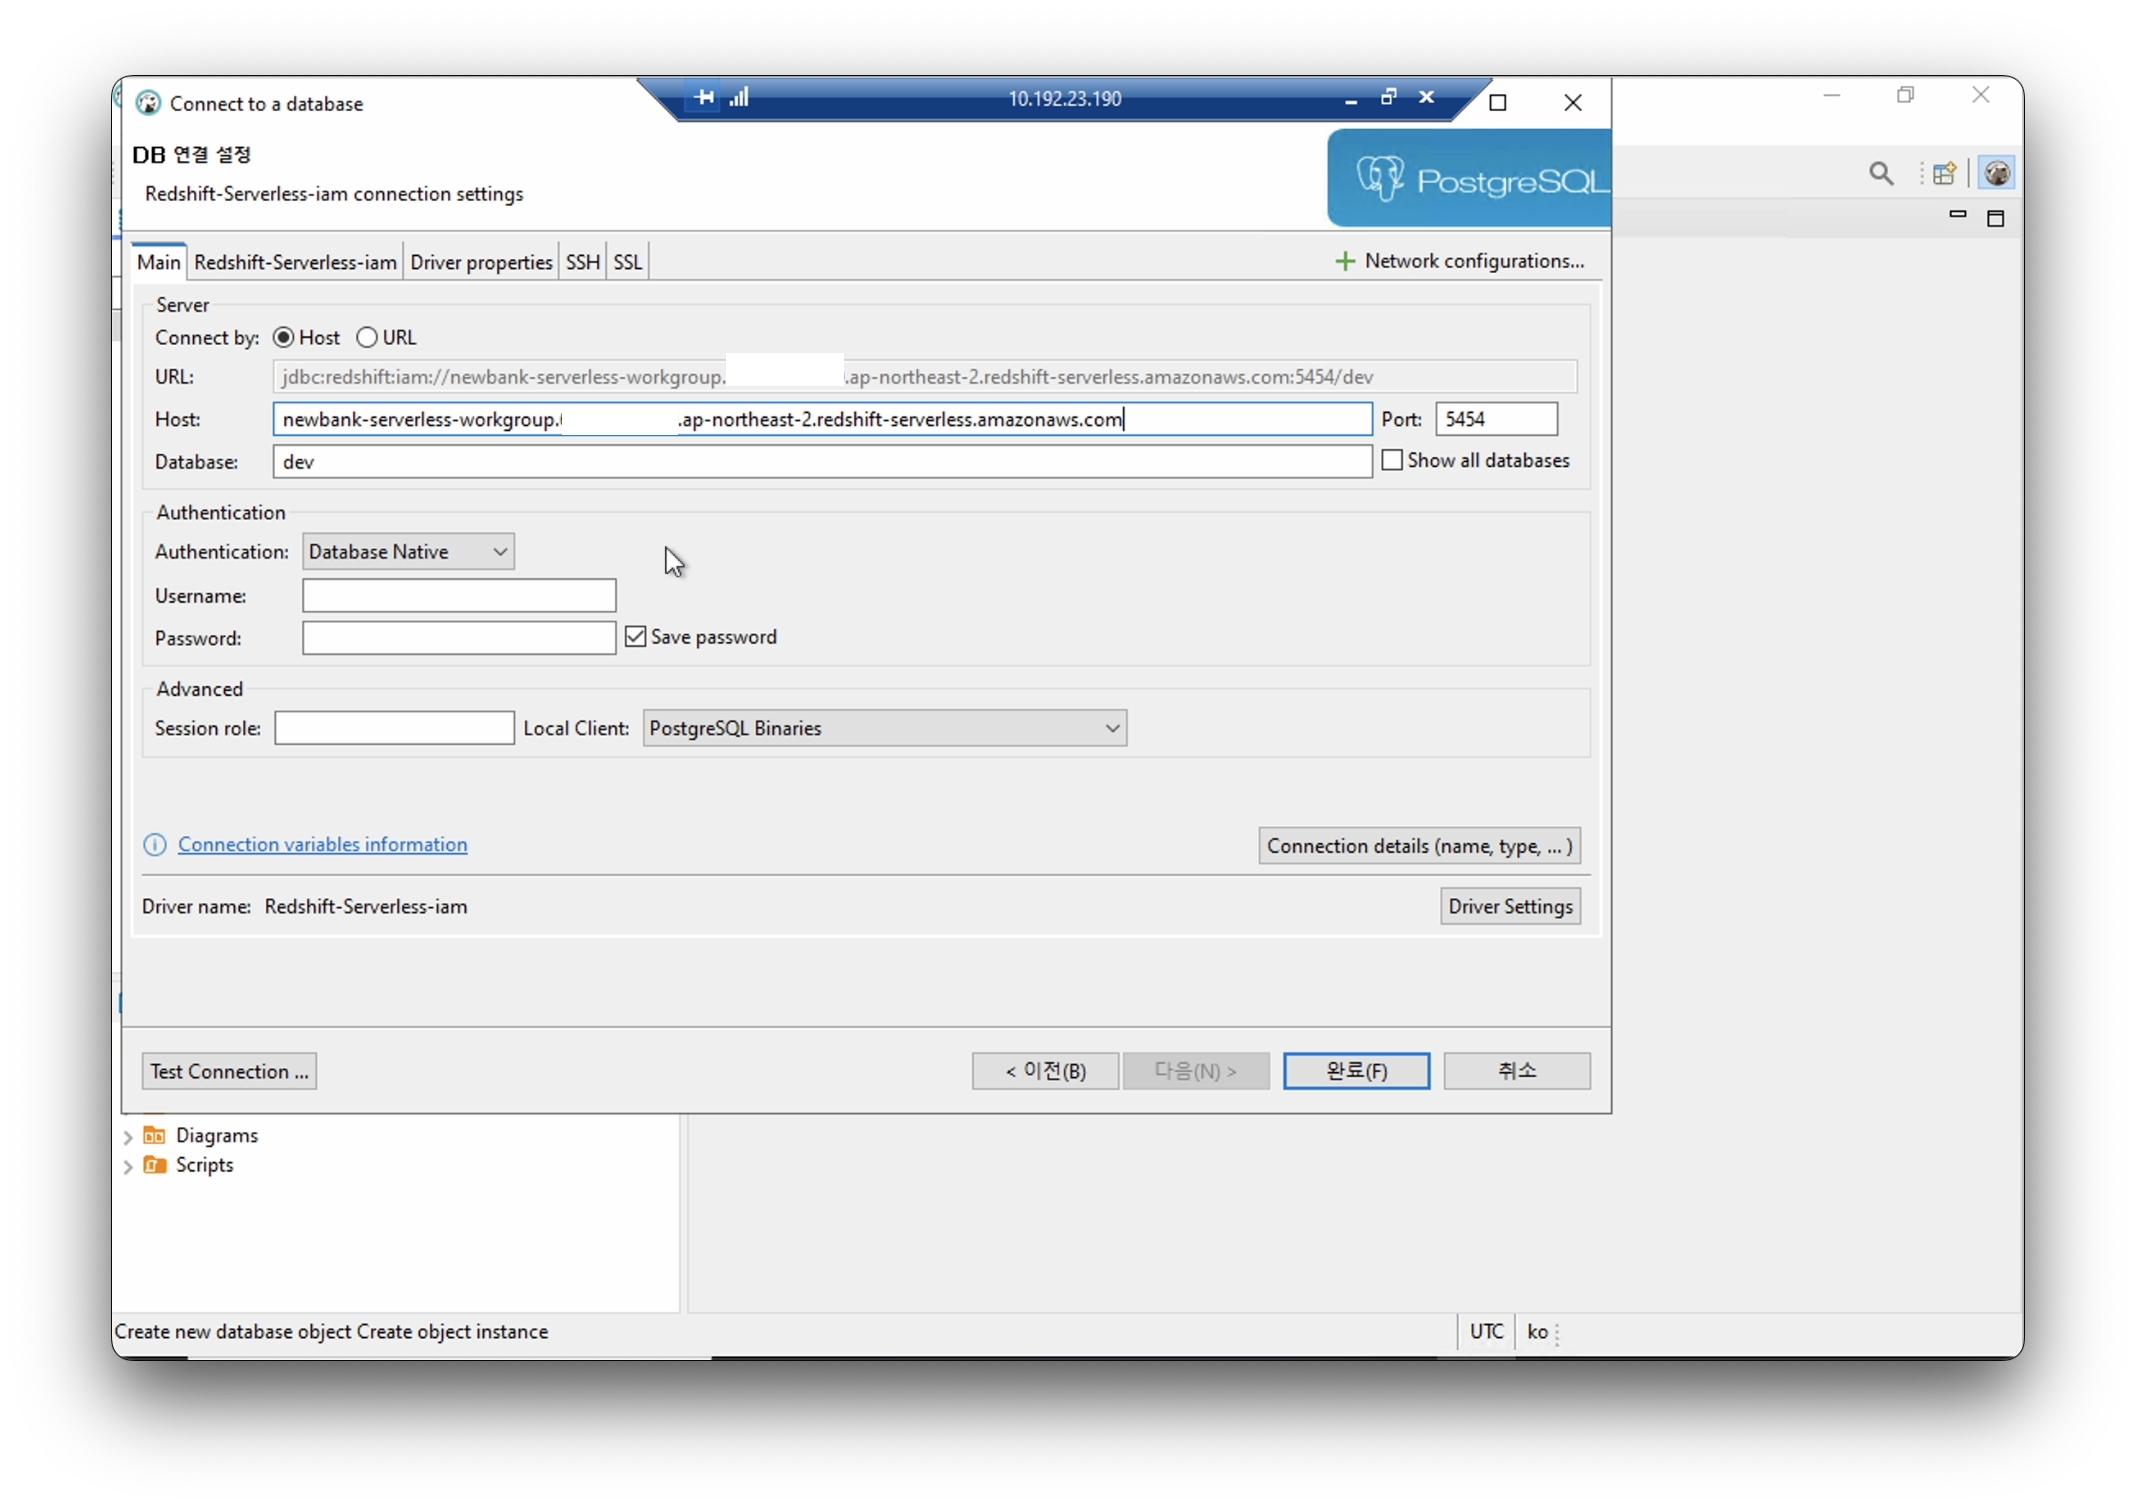 Connect to a database
10.192.23.190
DB 연결 설정
Redshift-Serverless-iam connection settings
PostgreSQL
Main
Redshift-Serverless-iam
Driver properties
SSH
SSL
Network configurations...
Server
Connect by: Host URL
URL: jdbc:redshift:iam://newbank-serverless-workgroup. .ap-northeast-2.redshift-serverless.amazonaws.com:5454/dev
Host: newbank-serverless-workgroup. .ap-northeast-2.redshift-serverless.amazonaws.com Port: 5454
Database: dev Show all databases
Authentication
Authentication: Database Native
Username:
Password: Save password
Advanced
Session role: Local Client: PostgreSQL Binaries
Connection variables information
Connection details (name, type, ... )
Driver name: Redshift-Serverless-iam
Driver Settings
Test Connection ...
< 이전(B)
다음(N) >
완료(F)
취소
Diagrams
Scripts
Create new database object Create object instance
UTC
ko